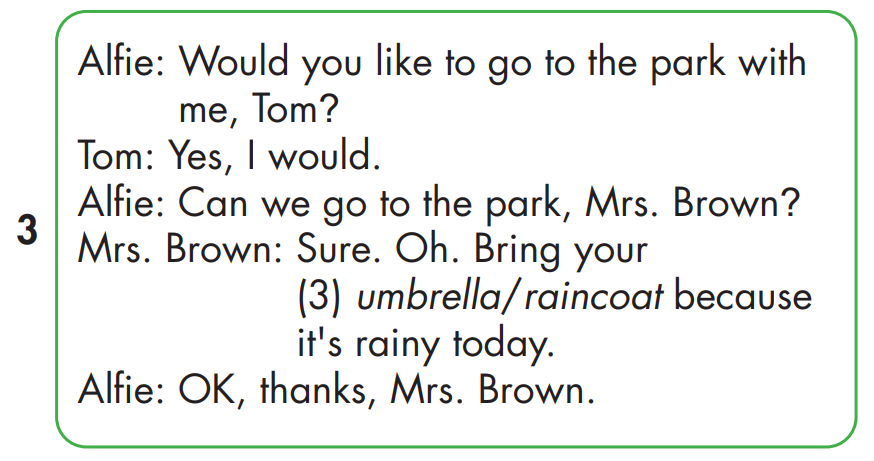 Alfie: Would you like to go to the park with
me, Tom?
Tom: Yes, I would.
Alfie: Can we go to the park, Mrs. Brown?
3
Mrs. Brown: Sure. Oh. Bring your
(3) umbrella/raincoat because
it's rainy today.
Alfie: OK, thanks, Mrs. Brown.